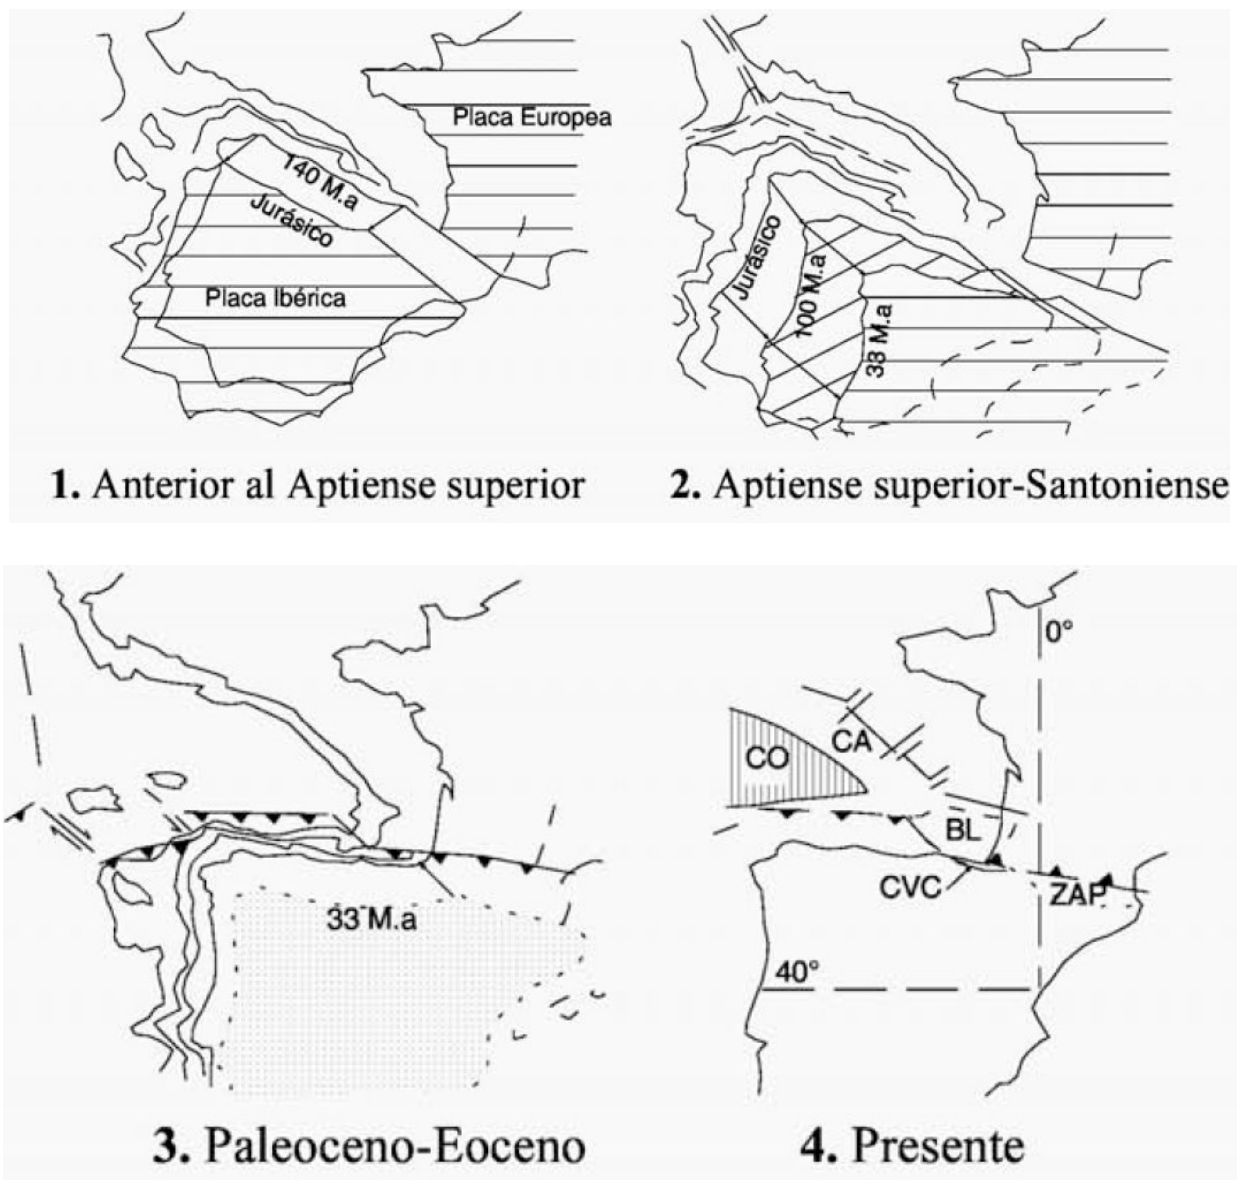 Placa Europea
140 M.a
Jurásico
Placa Ibérica
1. Anterior al Aptiense superior
Jurásico
100 M.a
33 M.a
2. Aptiense superior-Santoniense
33 M.a
3. Paleoceno-Eoceno
0°
CO
CA
BL
CVC
ZAP
40°
4. Presente